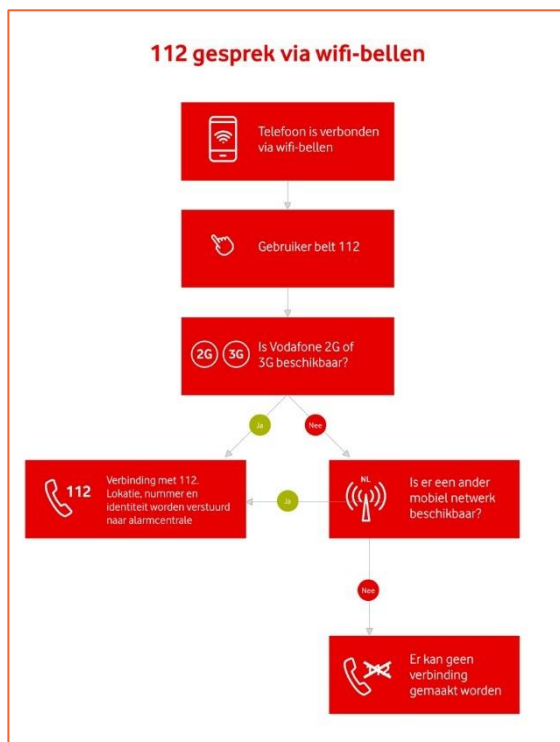 112 gesprek via wifi-bellen
Telefoon is verbonden
via wifi-bellen
Gebruiker belt 112
2G 3G
Is Vodafone 2G of
3G beschikbaar?
Ja
Nee
112
Verbinding met 112.
Lokatie, nummer en
identiteit worden verstuurd
naar alarmcentrale
Ja
NL
Is er een ander
mobiel netwerk
beschikbaar?
Nee
112
Er kan geen
verbinding
gemaakt worden